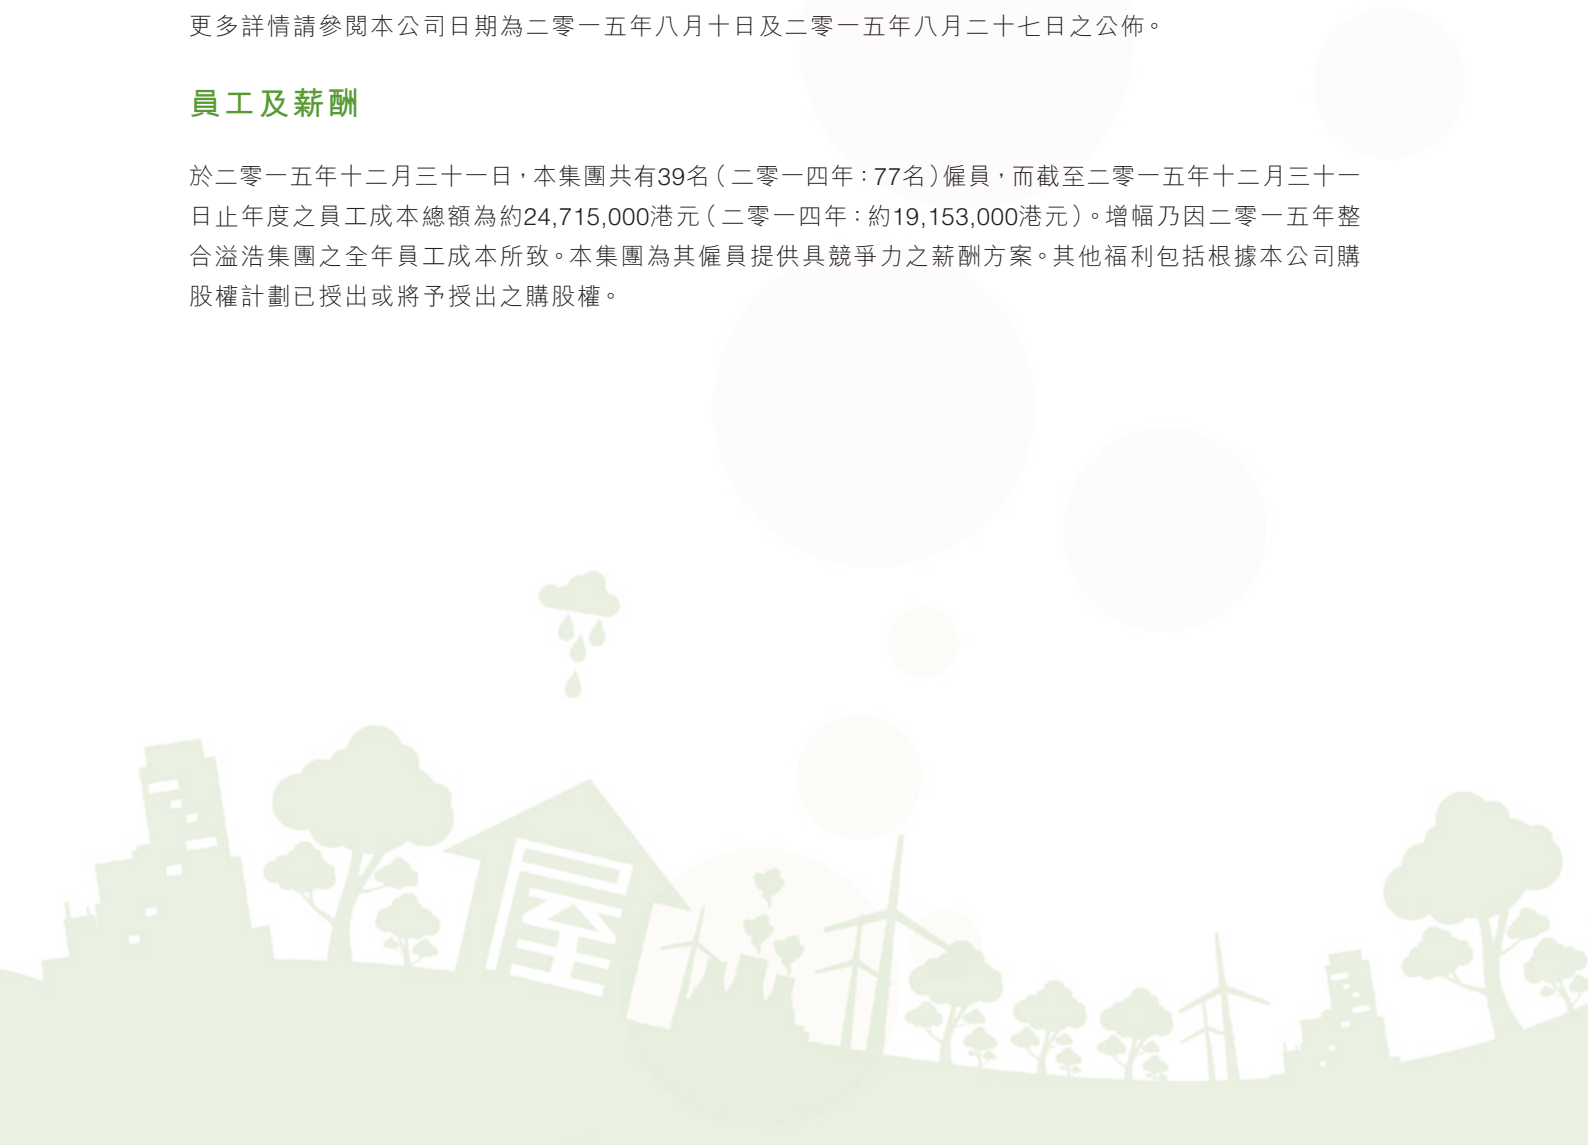 更多詳情請參閱本公司日期為二零一五年八月十日及二零一五年八月二十七日之公佈。
員工及薪酬
於二零一五年十二月三十一日，本集團共有39名（二零一四年：77名）僱員，而截至二零一五年十二月三十一
日止年度之員工成本總額為約24,715,000港元（二零一四年：約19,153,000港元）。增幅乃因二零一五年整
合溢浩集團之全年員工成本所致。本集團為其僱員提供具競爭力之薪酬方案。其他福利包括根據本公司購
股權計劃已授出或將予授出之購股權。
屋